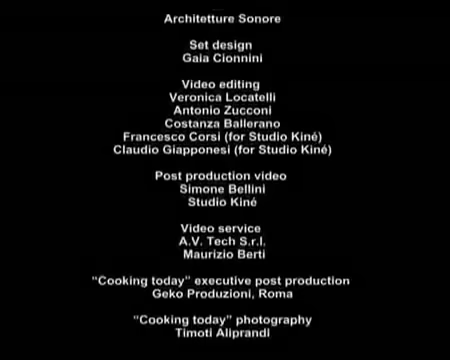 Architetture Sonore
Set design
Gaia Cionnini
Video editing
Veronica Locatelli
Antonio Zucconi
Costanza Ballerano
Francesco Corsi (for Studio Kiné)
Claudio Giapponesi (for Studio Kiné)
Post production video
Simone Bellini
Studio Kiné
Video service
A.V. Tech S.r.l.
Maurizio Berti
“Cooking today” executive post production
Geko Produzioni, Roma
“Cooking today” photography
Timoti Aliprandi